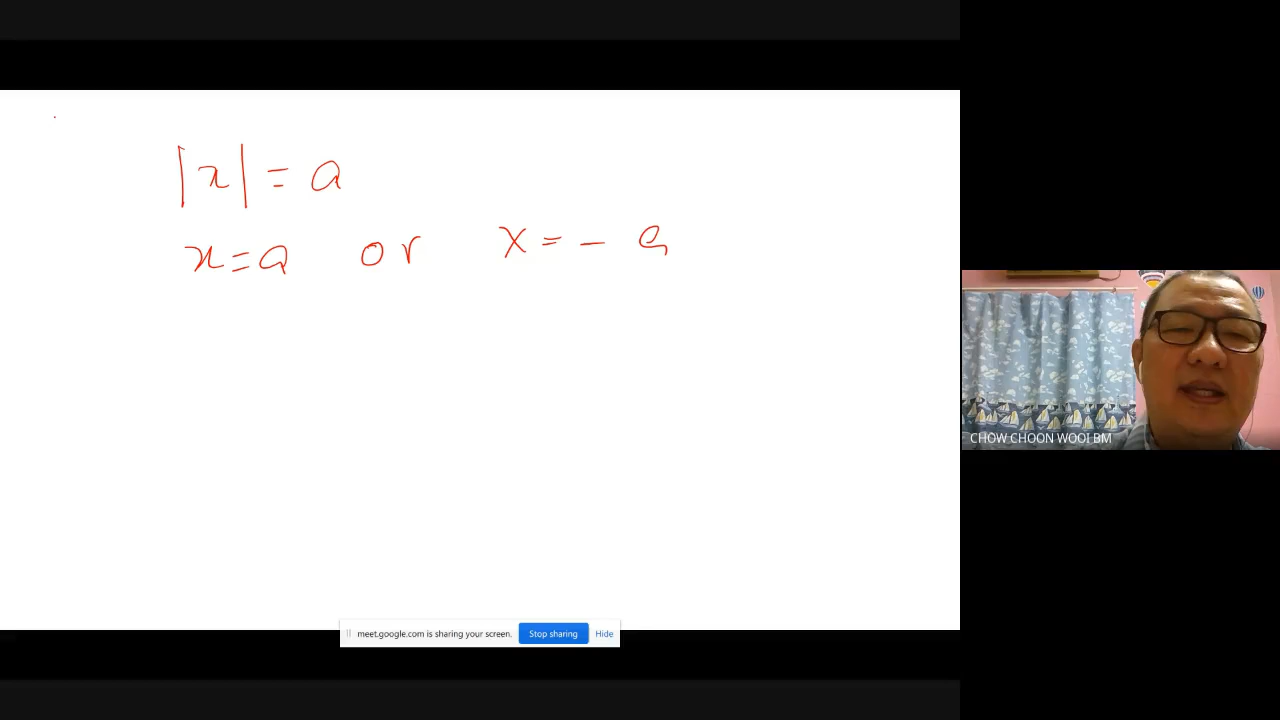 |x| = a
x = a or x = - a
CHOW CHOON WOOI BM
meet.google.com is sharing your screen. Stop sharing Hide